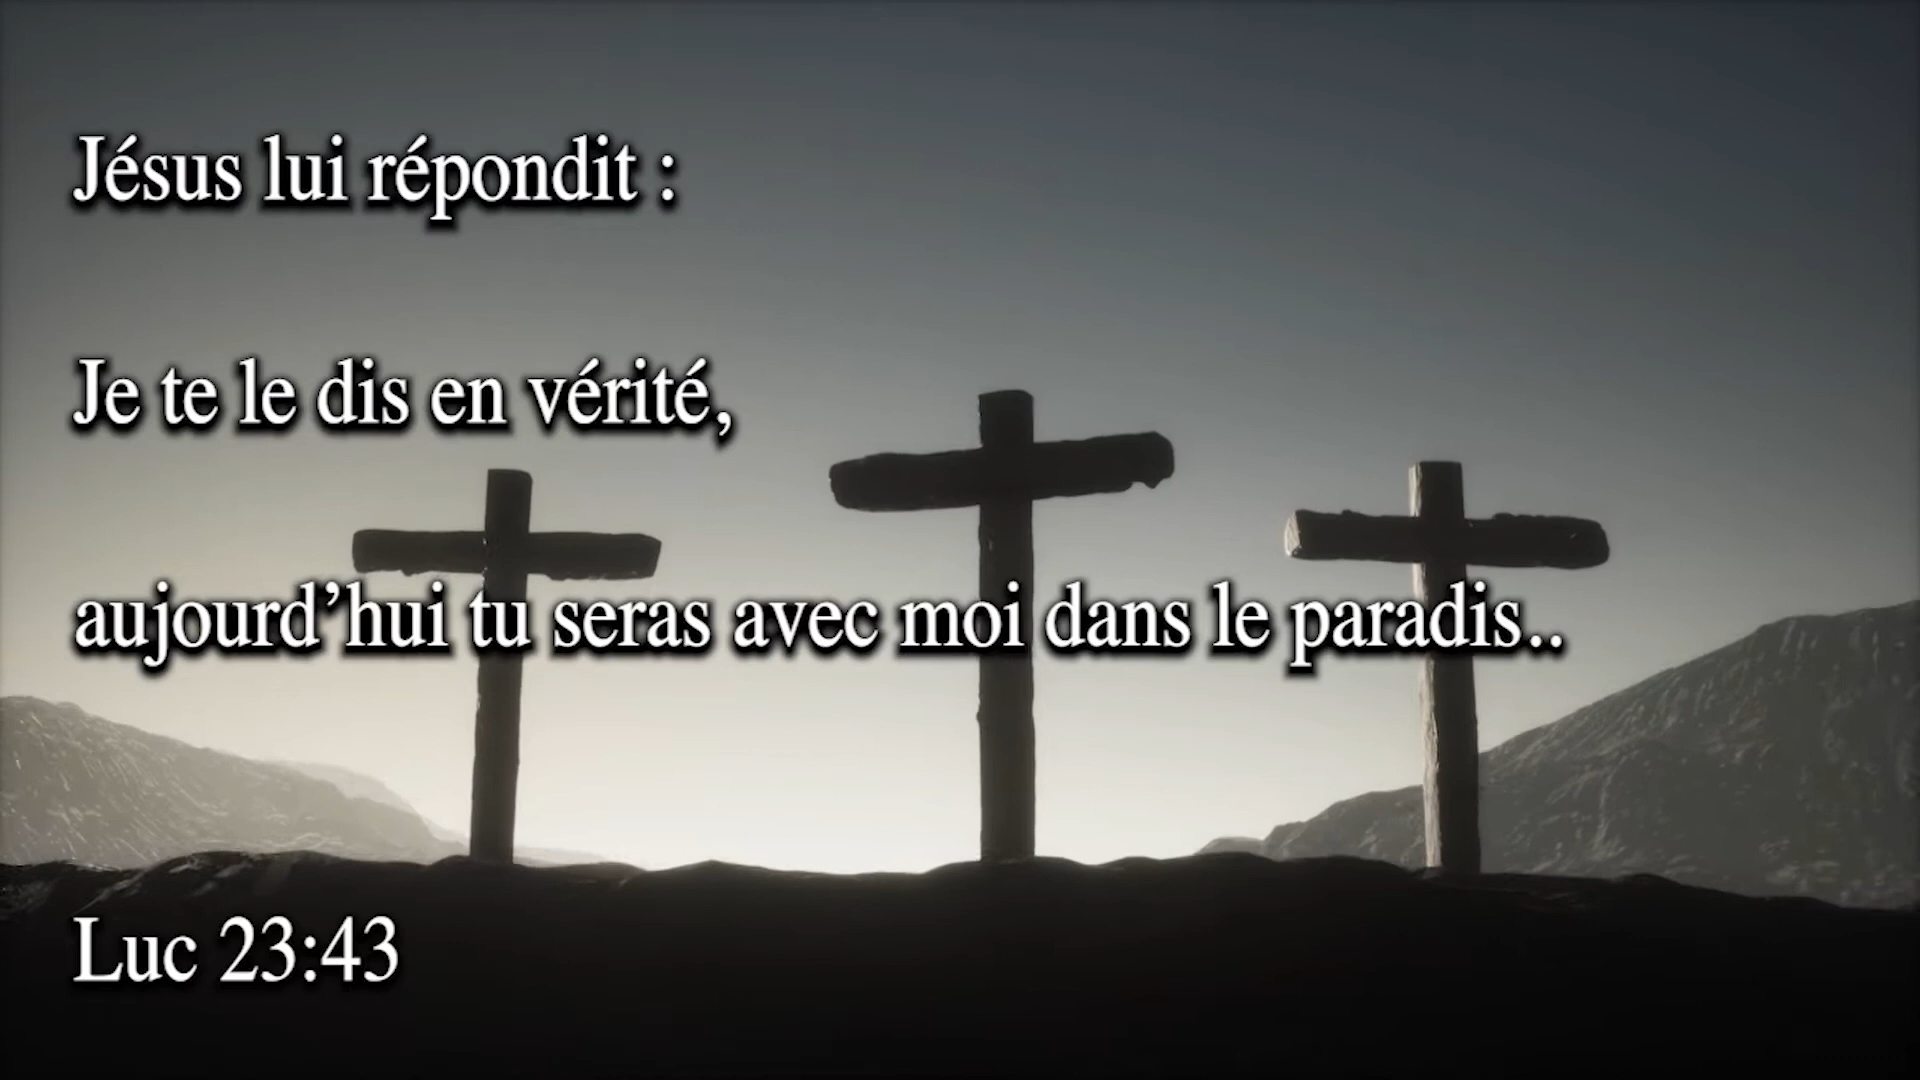 Jésus lui répondit :
Je te le dis en vérité,
aujourd’hui tu seras avec moi dans le paradis..
Luc 23:43